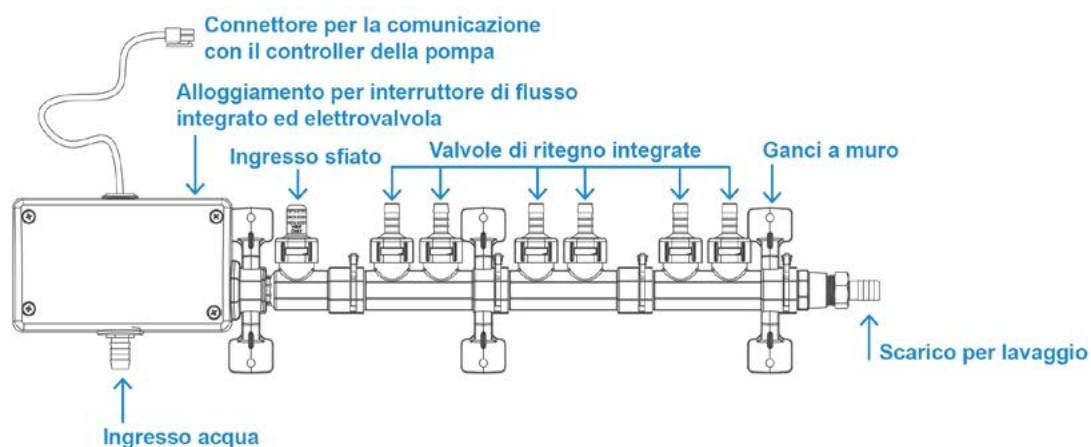 Connettore per la comunicazione
con il controller della pompa
Alloggiamento per interruttore di flusso
integrato ed elettrovalvola
Ingresso sfiato
Valvole di ritegno integrate
Ganci a muro
Scarico per lavaggio
Ingresso acqua